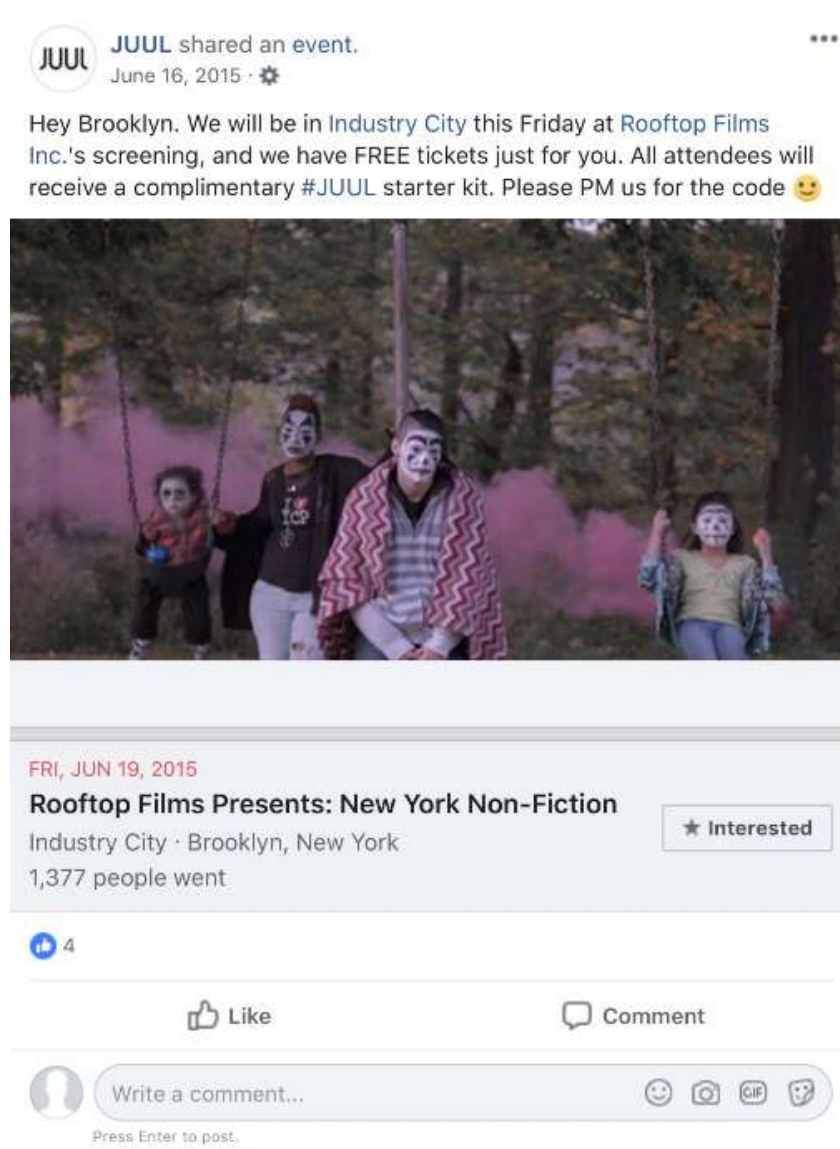 JUUL
JUUL shared an event.
June 16, 2015 ·
Hey Brooklyn. We will be in Industry City this Friday at Rooftop Films
Inc.'s screening, and we have FREE tickets just for you. All attendees will
receive a complimentary #JUUL starter kit. Please PM us for the code 🙂
I
ICP
FRI, JUN 19, 2015
Rooftop Films Presents: New York Non-Fiction
Industry City · Brooklyn, New York
1,377 people went
★ Interested
4
Like
Comment
Write a comment...
GIF
Press Enter to post.